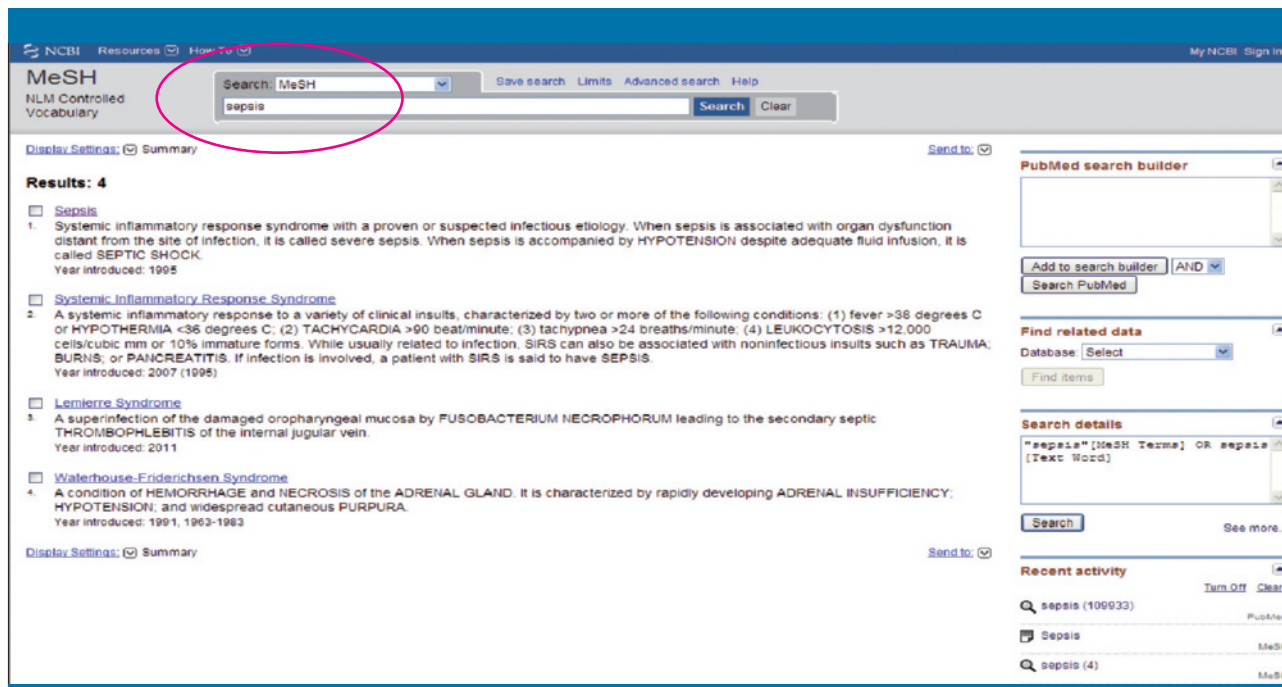 NCBI Resources How To My NCBI Sign In
MeSH
NLM Controlled
Vocabulary
Search: MeSH
Save search Limits Advanced search Help
sepsis
Search Clear
Display Settings: Summary
Send to:
Results: 4
Sepsis
1. Systemic inflammatory response syndrome with a proven or suspected infectious etiology. When sepsis is associated with organ dysfunction
distant from the site of infection, it is called severe sepsis. When sepsis is accompanied by HYPOTENSION despite adequate fluid infusion, it is
called SEPTIC SHOCK.
Year introduced: 1995
Systemic Inflammatory Response Syndrome
2. A systemic inflammatory response to a variety of clinical insults, characterized by two or more of the following conditions: (1) fever >38 degrees C
or HYPOTHERMIA <36 degrees C; (2) TACHYCARDIA >90 beat/minute; (3) tachypnea >24 breaths/minute; (4) LEUKOCYTOSIS >12,000
cells/cubic mm or 10% immature forms. While usually related to infection, SIRS can also be associated with noninfectious insults such as TRAUMA;
BURNS; or PANCREATITIS. If infection is involved, a patient with SIRS is said to have SEPSIS.
Year introduced: 2007 (1995)
Lemierre Syndrome
3. A superinfection of the damaged oropharyngeal mucosa by FUSOBACTERIUM NECROPHORUM leading to the secondary septic
THROMBOPHLEBITIS of the internal jugular vein.
Year introduced: 2011
Waterhouse-Friderichsen Syndrome
4. A condition of HEMORRHAGE and NECROSIS of the ADRENAL GLAND. It is characterized by rapidly developing ADRENAL INSUFFICIENCY;
HYPOTENSION; and widespread cutaneous PURPURA.
Year introduced: 1991, 1963-1983
Display Settings: Summary
Send to:
PubMed search builder
Add to search builder AND
Search PubMed
Find related data
Database: Select
Find items
Search details
"sepsis"[MeSH Terms] OR sepsis
[Text Word]
Search
See more.
Recent activity
Turn Off Clear
sepsis (109933)
PubMe
Sepsis
MeS
sepsis (4)
MeS